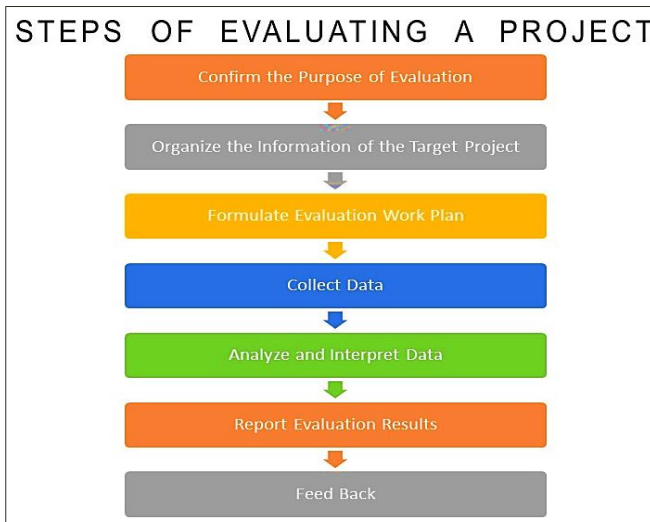 STEPS OF EVALUATING A PROJECT
Confirm the Purpose of Evaluation
Organize the Information of the Target Project
Formulate Evaluation Work Plan
Collect Data
Analyze and Interpret Data
Report Evaluation Results
Feed Back